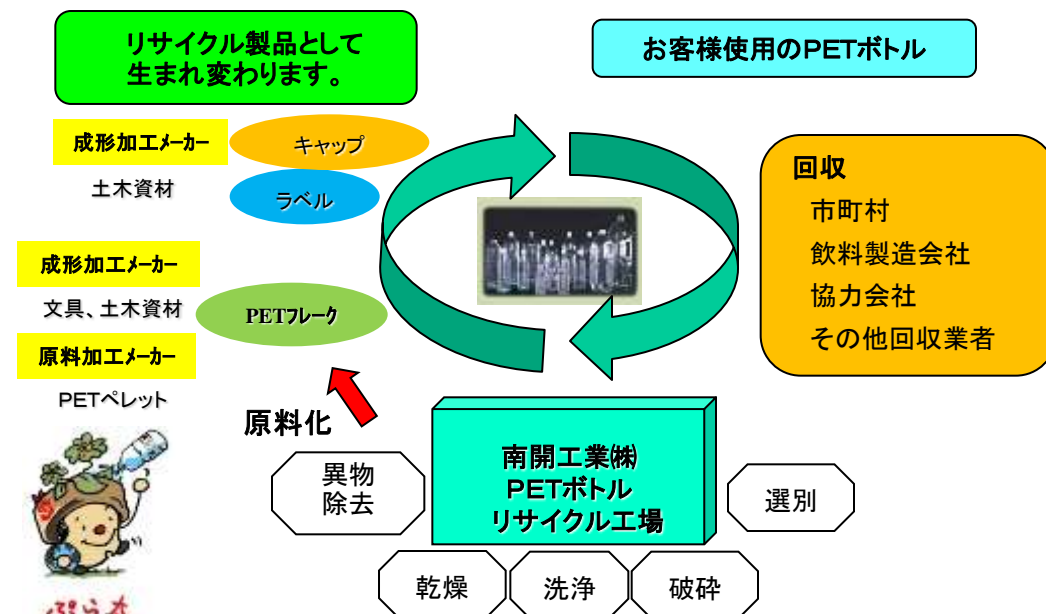 リサイクル製品として
生まれ変わります。
お客様使用のPETボトル
成形加工メーカー
キャップ
土木資材
ラベル
回収
市町村
飲料製造会社
協力会社
その他回収業者
成形加工メーカー
文具、土木資材
PETフレーク
原料加工メーカー
PETペレット
原料化
南開工業㈱
PETボトル
リサイクル工場
異物
除去
選別
乾燥
洗浄
破砕